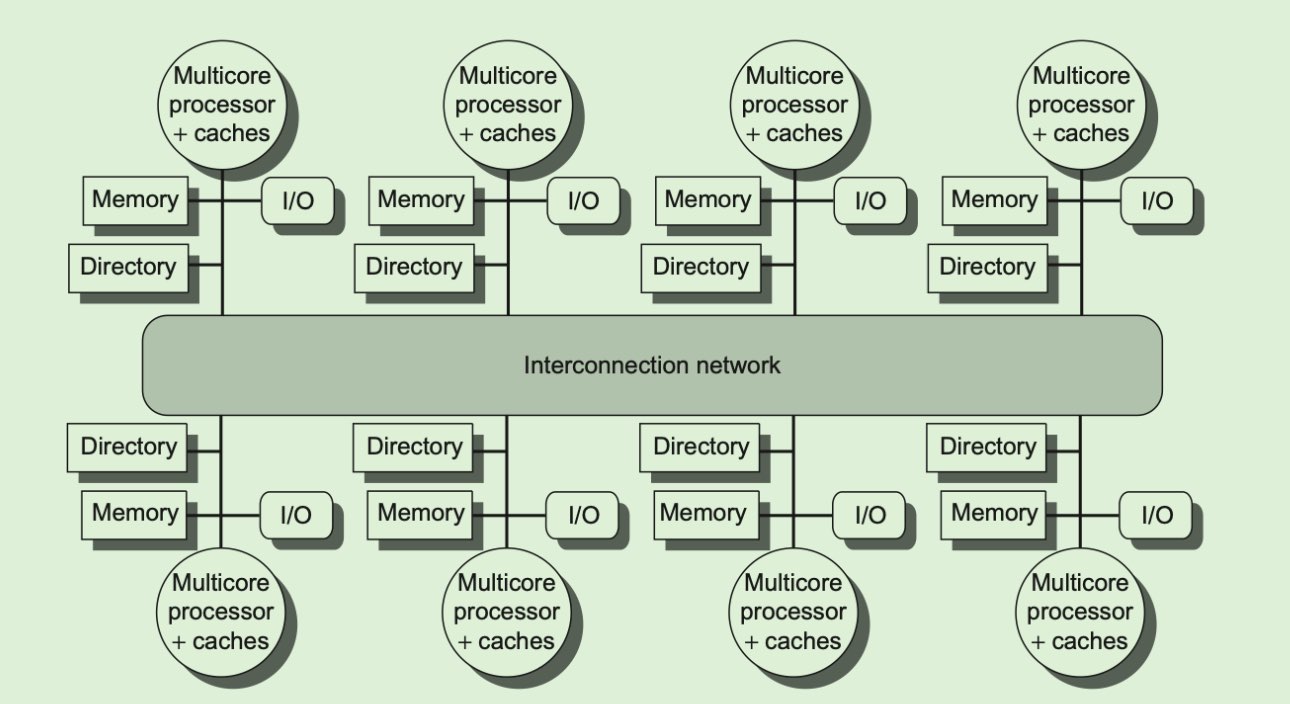 Multicore
processor
+ caches
Multicore
processor
+ caches
Multicore
processor
+ caches
Multicore
processor
+ caches
Memory
I/O
Memory
I/O
Memory
I/O
Memory
I/O
Directory
Directory
Directory
Directory
Interconnection network
Directory
Directory
Directory
Directory
Memory
I/O
Memory
I/O
Memory
I/O
Memory
I/O
Multicore
processor
+ caches
Multicore
processor
+ caches
Multicore
processor
+ caches
Multicore
processor
+ caches